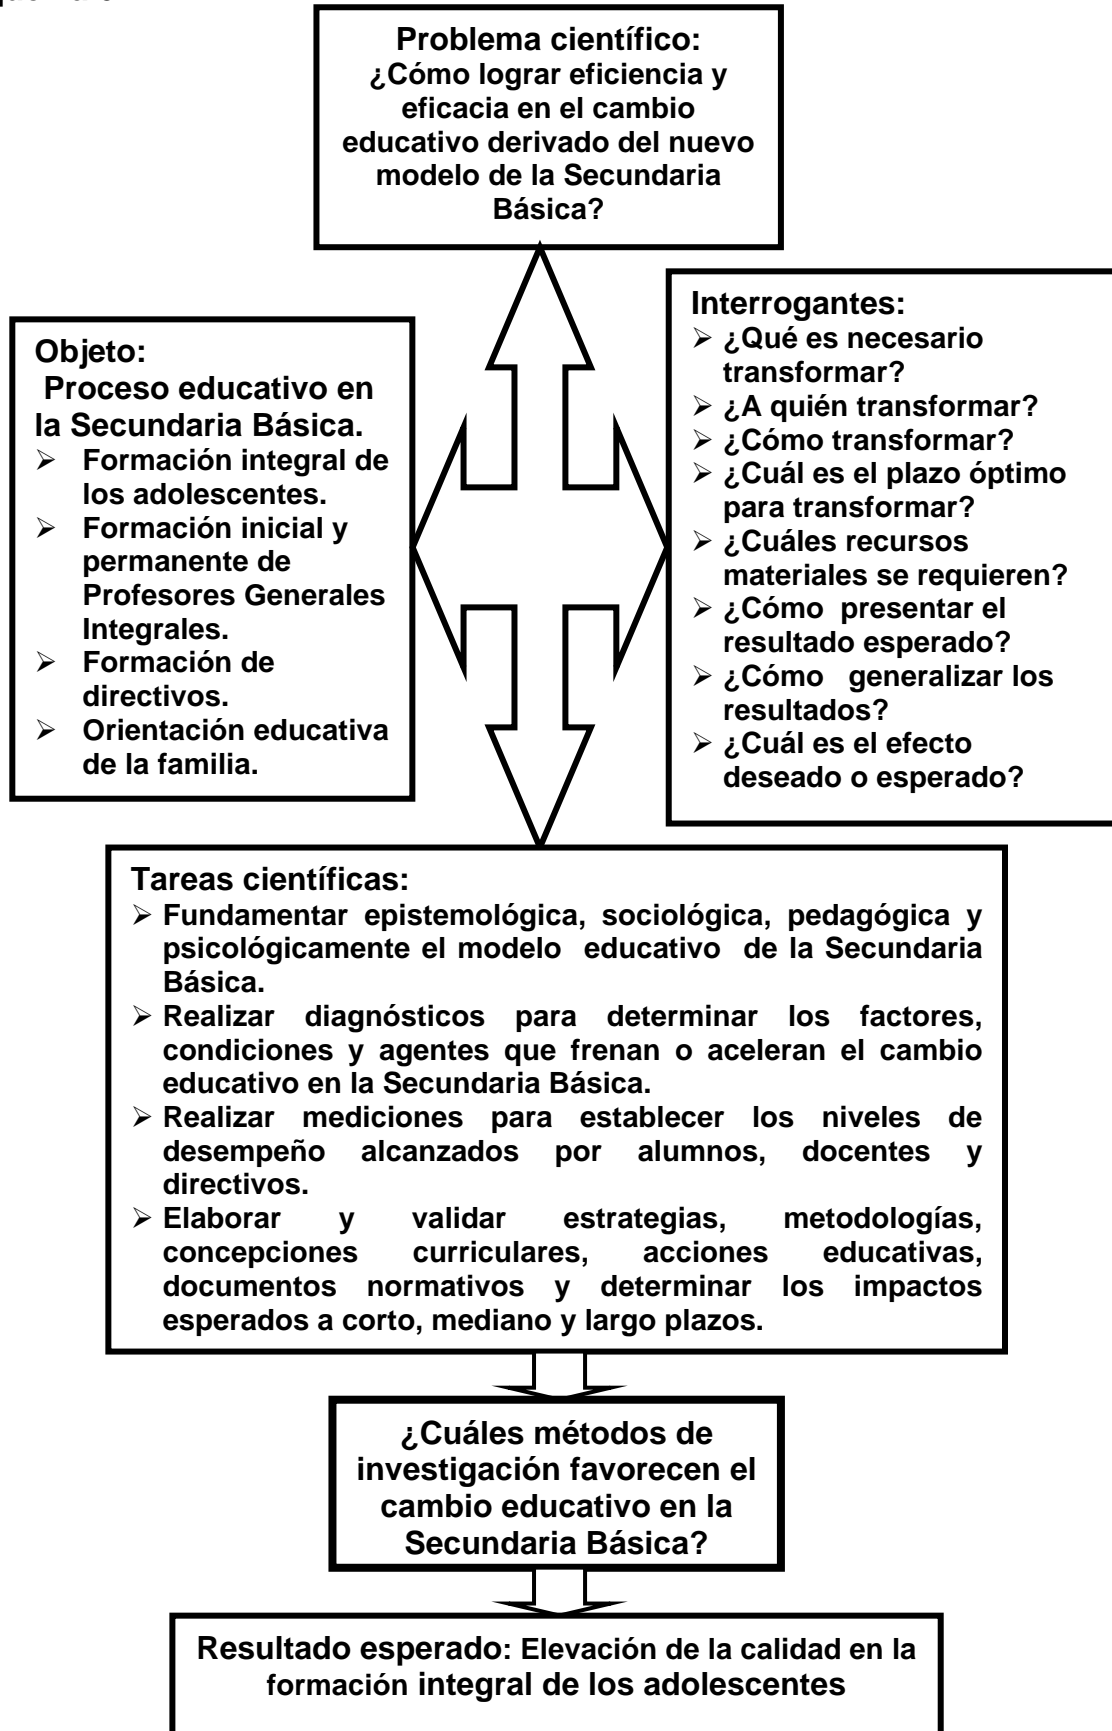 Problema científico:
¿Cómo lograr eficiencia y
eficacia en el cambio
educativo derivado del nuevo
modelo de la Secundaria
Básica?
Objeto:
Proceso educativo en
la Secundaria Básica.
➢ Formación integral de
los adolescentes.
➢ Formación inicial y
permanente de
Profesores Generales
Integrales.
➢ Formación de
directivos.
➢ Orientación educativa
de la familia.
Interrogantes:
➢ ¿Qué es necesario
transformar?
➢ ¿A quién transformar?
➢ ¿Cómo transformar?
➢ ¿Cuál es el plazo óptimo
para transformar?
➢ ¿Cuáles recursos
materiales se requieren?
➢ ¿Cómo presentar el
resultado esperado?
➢ ¿Cómo generalizar los
resultados?
➢ ¿Cuál es el efecto
deseado o esperado?
Tareas científicas:
➢ Fundamentar epistemológica, sociológica, pedagógica y
psicológicamente el modelo educativo de la Secundaria
Básica.
➢ Realizar diagnósticos para determinar los factores,
condiciones y agentes que frenan o aceleran el cambio
educativo en la Secundaria Básica.
➢ Realizar mediciones para establecer los niveles de
desempeño alcanzados por alumnos, docentes y
directivos.
➢ Elaborar y validar estrategias, metodologías,
concepciones curriculares, acciones educativas,
documentos normativos y determinar los impactos
esperados a corto, mediano y largo plazos.
¿Cuáles métodos de
investigación favorecen el
cambio educativo en la
Secundaria Básica?
Resultado esperado: Elevación de la calidad en la
formación integral de los adolescentes